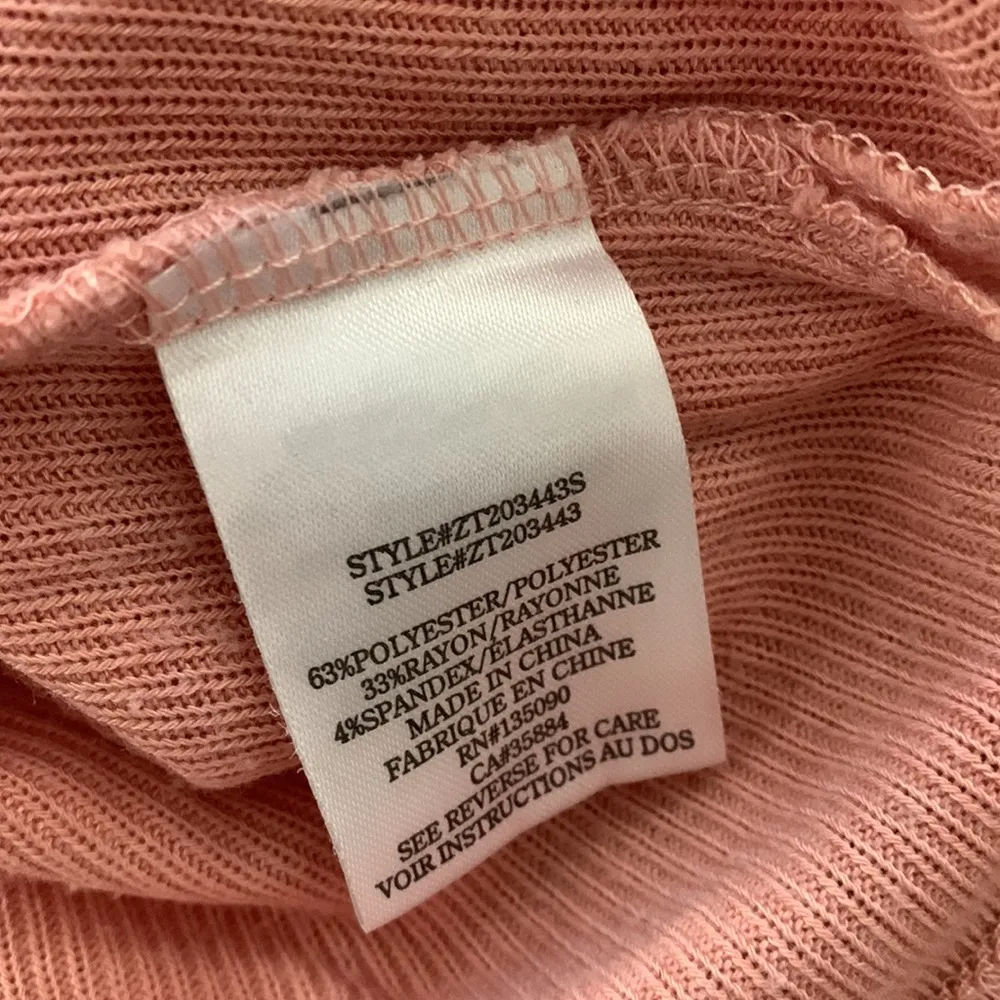 STYLE#ZT203443S
STYLE#ZT203443
63%POLYESTER/POLYESTER
33%RAYON/RAYONNE
4%SPANDEX/ÉLASTHANNE
MADE IN CHINA
FABRIQUE EN CHINE
RN#135090
CA#35884
SEE REVERSE FOR CARE
VOIR INSTRUCTIONS AU DOS